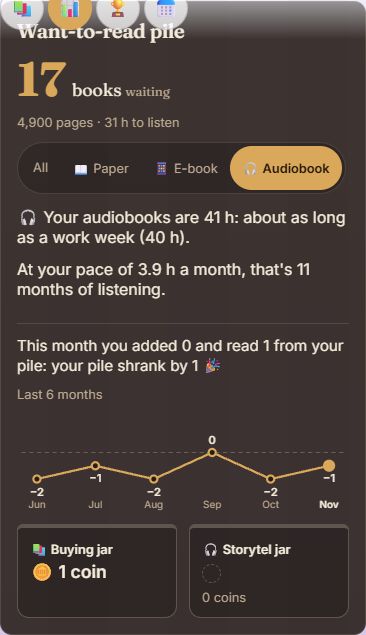 Want-to-read pile
17 books waiting
4,900 pages · 31 h to listen
All Paper E-book Audiobook
Your audiobooks are 41 h: about as long
as a work week (40 h).
At your pace of 3.9 h a month, that's 11
months of listening.
This month you added 0 and read 1 from your
pile: your pile shrank by 1
Last 6 months
0
−2 −1 −2 −2 −1
Jun Jul Aug Sep Oct Nov
Buying jar
1 coin
Storytel jar
0 coins